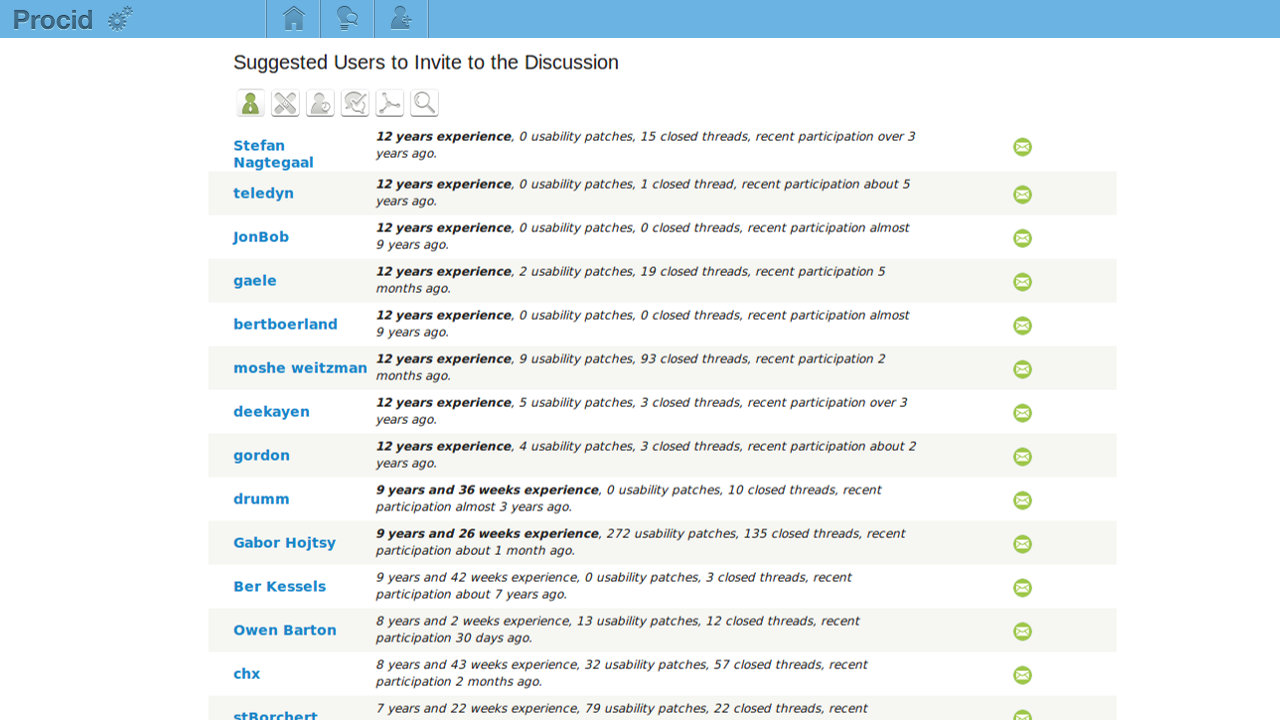 Procid
Suggested Users to Invite to the Discussion
Stefan
Nagtegaal
12 years experience, 0 usability patches, 15 closed threads, recent participation over 3
years ago.
teledyn
12 years experience, 0 usability patches, 1 closed thread, recent participation about 5
years ago.
JonBob
12 years experience, 0 usability patches, 0 closed threads, recent participation almost
9 years ago.
gaele
12 years experience, 2 usability patches, 19 closed threads, recent participation 5
months ago.
bertboerland
12 years experience, 0 usability patches, 0 closed threads, recent participation almost
9 years ago.
moshe weitzman
12 years experience, 9 usability patches, 93 closed threads, recent participation 2
months ago.
deekayen
12 years experience, 5 usability patches, 3 closed threads, recent participation over 3
years ago.
gordon
12 years experience, 4 usability patches, 3 closed threads, recent participation about 2
years ago.
drumm
9 years and 36 weeks experience, 0 usability patches, 10 closed threads, recent
participation almost 3 years ago.
Gabor Hojtsy
9 years and 26 weeks experience, 272 usability patches, 135 closed threads, recent
participation about 1 month ago.
Ber Kessels
9 years and 42 weeks experience, 0 usability patches, 3 closed threads, recent
participation about 7 years ago.
Owen Barton
8 years and 2 weeks experience, 13 usability patches, 12 closed threads, recent
participation 30 days ago.
chx
8 years and 43 weeks experience, 32 usability patches, 57 closed threads, recent
participation 2 months ago.
stBorchert
7 years and 22 weeks experience, 79 usability patches, 22 closed threads, recent